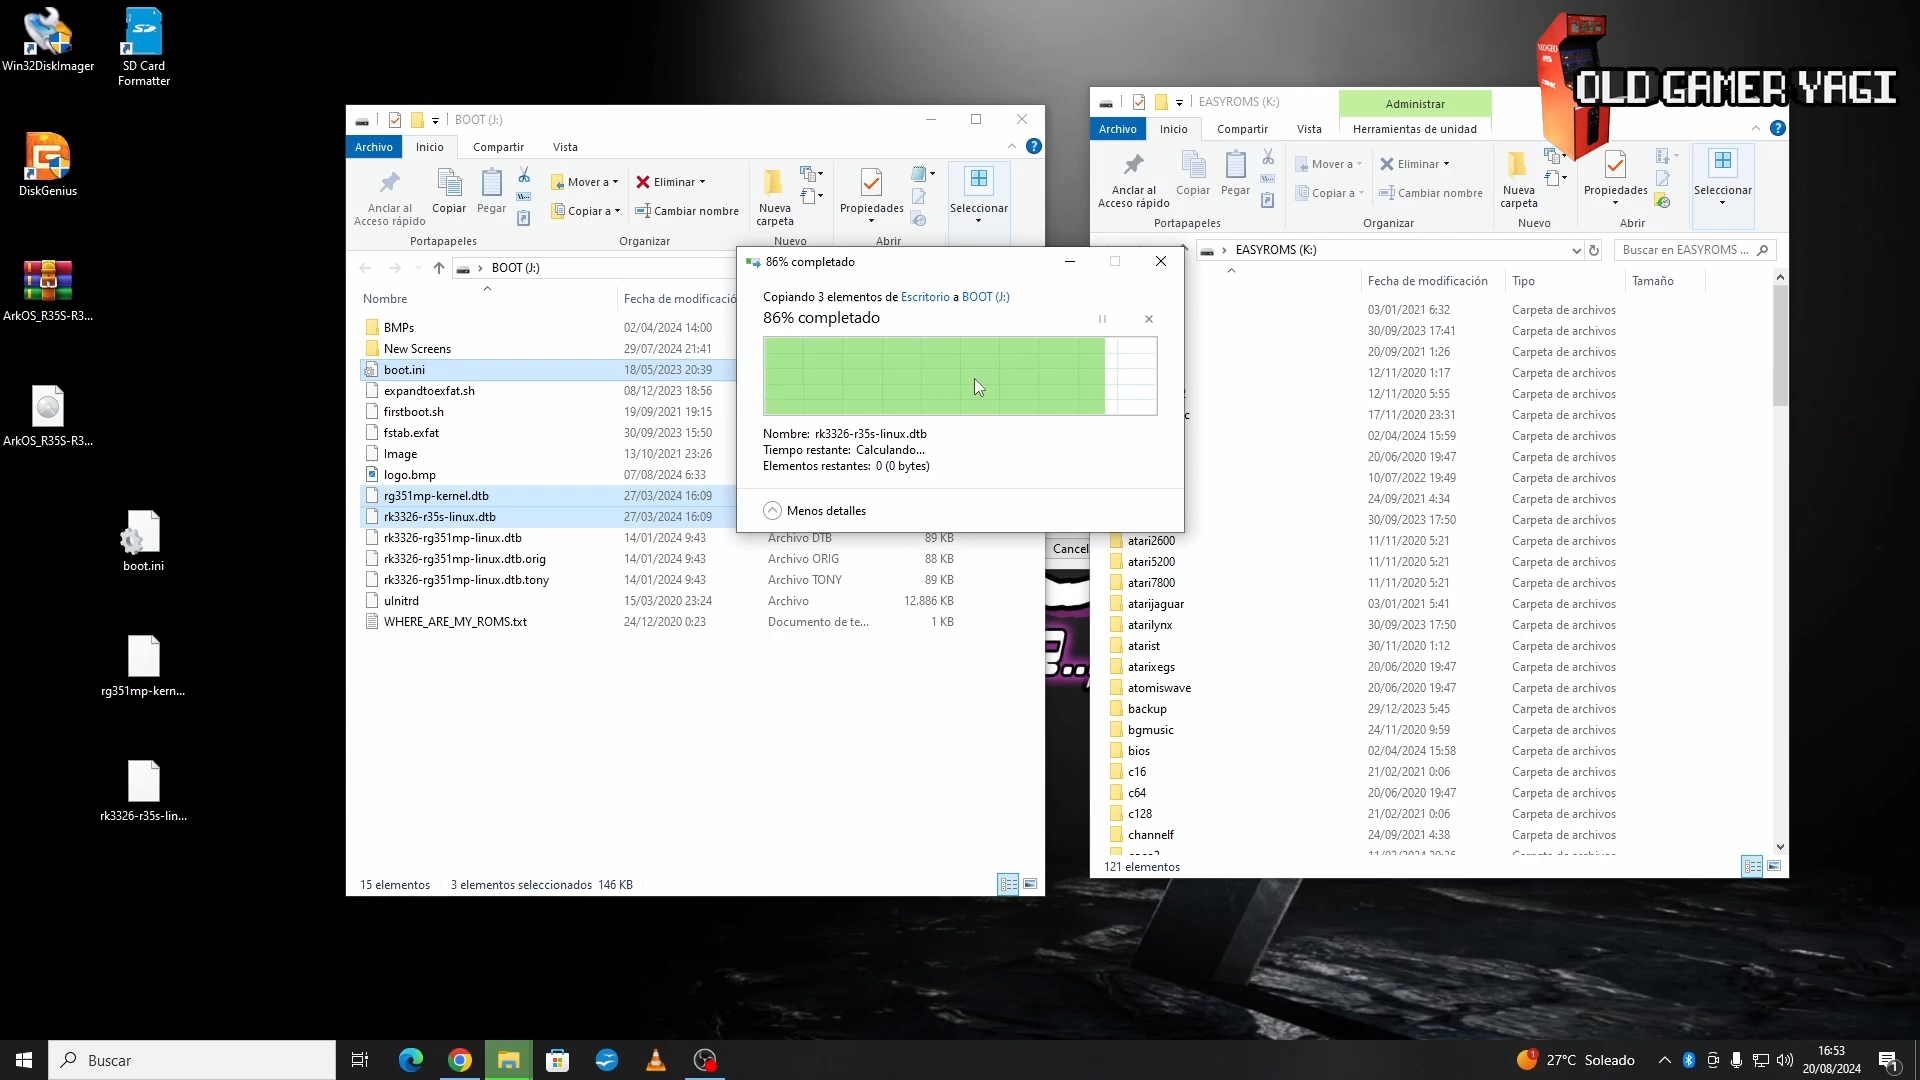 Win32DiskImager
SD Card
Formatter
DiskGenius
ArkOS_R35S-R3...
ArkOS_R35S-R3...
boot.ini
rg351mp-kern...
rk3326-r35s-lin...
OLD GAMER YAGI
BOOT (J:)
Archivo
Inicio
Compartir
Vista
Anclar al
Acceso rápido
Copiar
Pegar
Mover a
Copiar a
Eliminar
Cambiar nombre
Nueva
carpeta
Propiedades
Seleccionar
Portapapeles
Organizar
Nuevo
Abrir
BOOT (J:)
Nombre
Fecha de modificació
BMPs 02/04/2024 14:00
New Screens 29/07/2024 21:41
boot.ini 18/05/2023 20:39
expandtoexfat.sh 08/12/2023 18:56
firstboot.sh 19/09/2021 19:15
fstab.exfat 30/09/2023 15:50
Image 13/10/2021 23:26
logo.bmp 07/08/2024 6:33
rg351mp-kernel.dtb 27/03/2024 16:09
rk3326-r35s-linux.dtb 27/03/2024 16:09
rk3326-rg351mp-linux.dtb 14/01/2024 9:43 Archivo DTB 89 KB
rk3326-rg351mp-linux.dtb.orig 14/01/2024 9:43 Archivo ORIG 88 KB
rk3326-rg351mp-linux.dtb.tony 14/01/2024 9:43 Archivo TONY 89 KB
uInitrd 15/03/2020 23:24 Archivo 12.886 KB
WHERE_ARE_MY_ROMS.txt 24/12/2020 0:23 Documento de te... 1 KB
15 elementos 3 elementos seleccionados 146 KB
86% completado
Copiando 3 elementos de Escritorio a BOOT (J:)
86% completado
Nombre: rk3326-r35s-linux.dtb
Tiempo restante: Calculando...
Elementos restantes: 0 (0 bytes)
Menos detalles
Cancel
EASYROMS (K:)
Administrar
Archivo
Inicio
Compartir
Vista
Herramientas de unidad
Anclar al
Acceso rápido
Copiar
Pegar
Mover a
Copiar a
Eliminar
Cambiar nombre
Nueva
carpeta
Propiedades
Seleccionar
Portapapeles
Organizar
Nuevo
Abrir
EASYROMS (K:)
Buscar en EASYROMS ...
Fecha de modificación Tipo Tamaño
03/01/2021 6:32 Carpeta de archivos
30/09/2023 17:41 Carpeta de archivos
20/09/2021 1:26 Carpeta de archivos
12/11/2020 1:17 Carpeta de archivos
12/11/2020 5:55 Carpeta de archivos
17/11/2020 23:31 Carpeta de archivos
02/04/2024 15:59 Carpeta de archivos
20/06/2020 19:47 Carpeta de archivos
10/07/2022 19:49 Carpeta de archivos
24/09/2021 4:34 Carpeta de archivos
30/09/2023 17:50 Carpeta de archivos
atari2600 11/11/2020 5:21 Carpeta de archivos
atari5200 11/11/2020 5:21 Carpeta de archivos
atari7800 11/11/2020 5:21 Carpeta de archivos
atarijaguar 03/01/2021 5:41 Carpeta de archivos
atarilynx 30/09/2023 17:50 Carpeta de archivos
atarist 30/11/2020 1:12 Carpeta de archivos
atarixegs 20/06/2020 19:47 Carpeta de archivos
atomiswave 20/06/2020 19:47 Carpeta de archivos
backup 29/12/2023 5:45 Carpeta de archivos
bgmusic 24/11/2020 9:59 Carpeta de archivos
bios 02/04/2024 15:58 Carpeta de archivos
c16 21/02/2021 0:06 Carpeta de archivos
c64 20/06/2020 19:47 Carpeta de archivos
c128 21/02/2021 0:06 Carpeta de archivos
channelf 24/09/2021 4:38 Carpeta de archivos
121 elementos
Buscar
27°C Soleado
16:53
20/08/2024